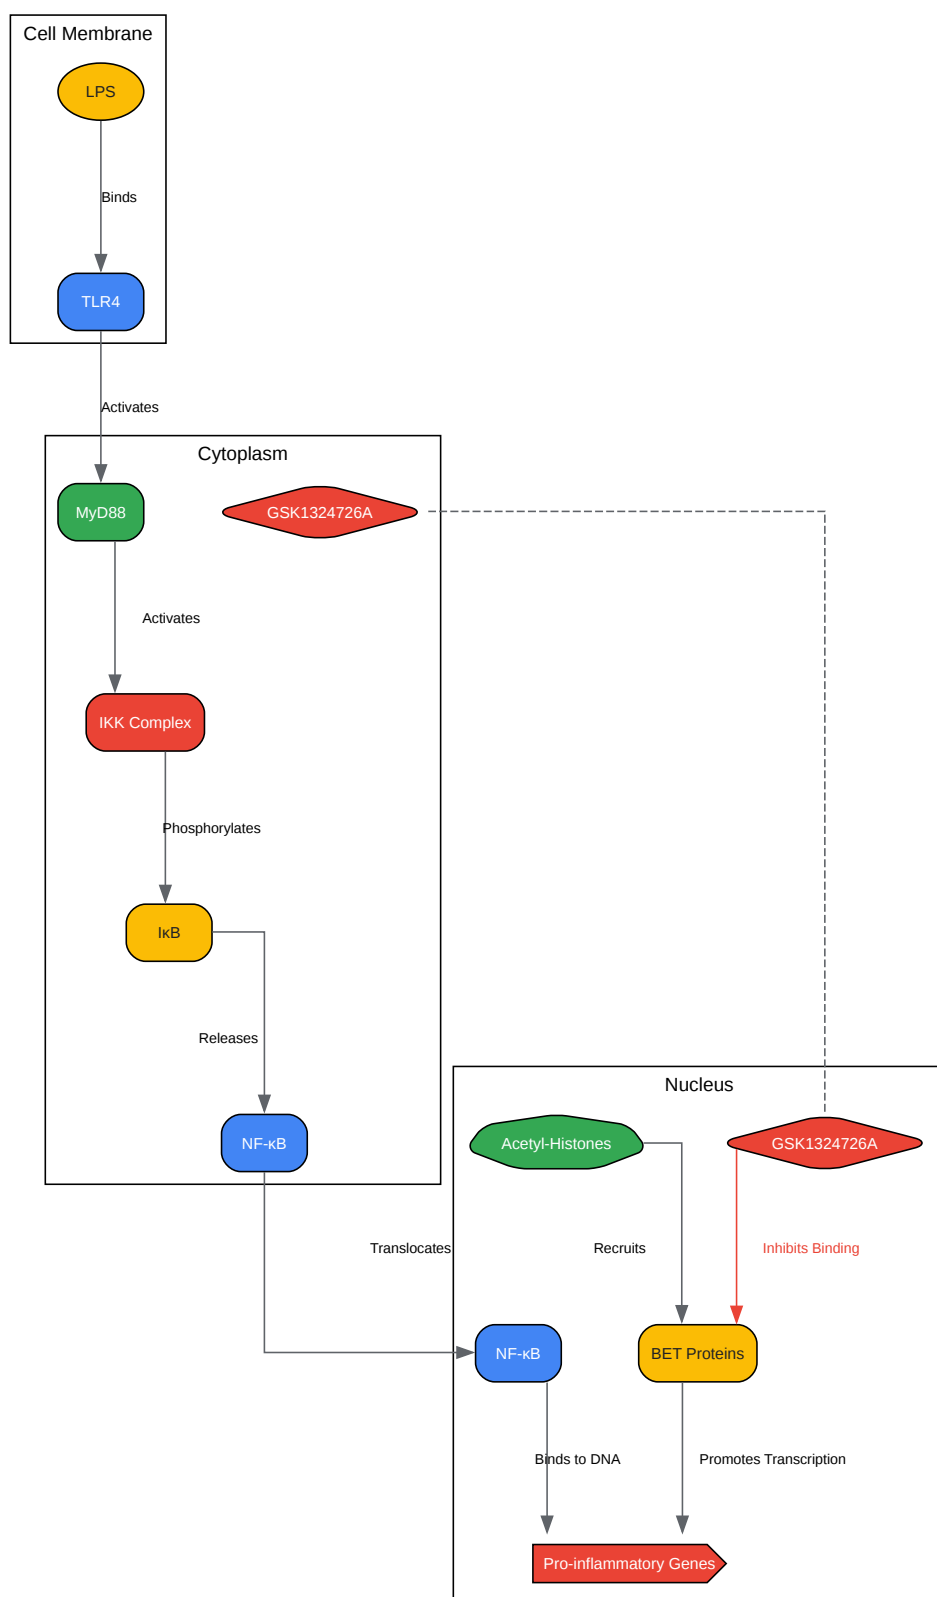 Cell Membrane
LPS
Binds
TLR4
Activates
Cytoplasm
MyD88
GSK1324726A
Activates
IKK Complex
Phosphorylates
IκB
Releases
NF-κB
Translocates
Nucleus
Acetyl-Histones
GSK1324726A
Recruits
Inhibits Binding
NF-κB
BET Proteins
Binds to DNA
Promotes Transcription
Pro-inflammatory Genes